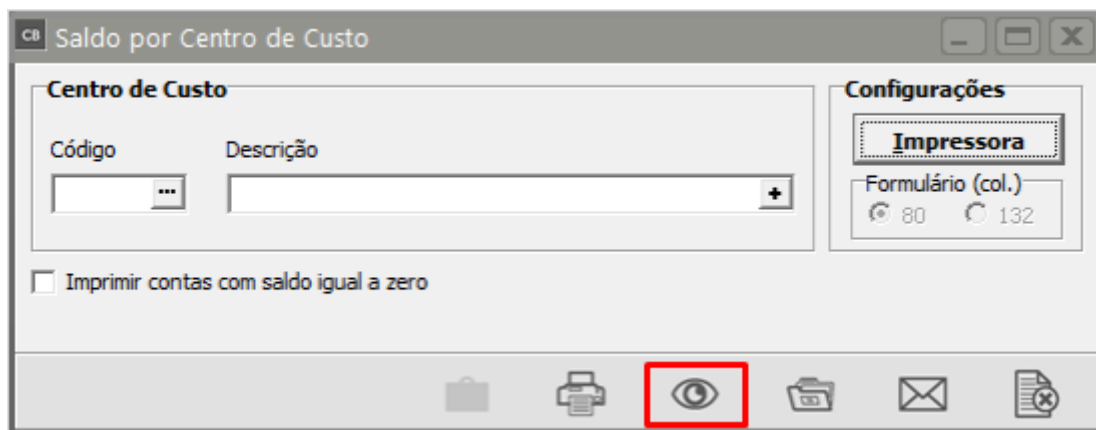 CB Saldo por Centro de Custo
Centro de Custo
Configurações
Código Descrição
Impressora
... +
Formulário (col.)
80 132
Imprimir contas com saldo igual a zero